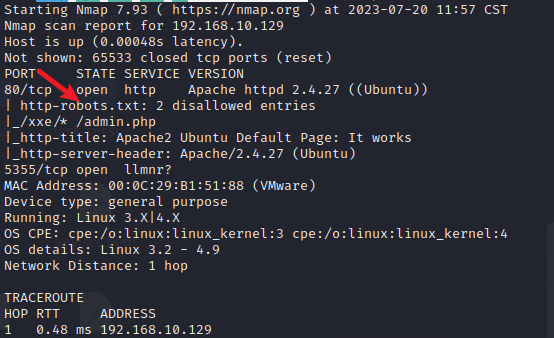 Starting Nmap 7.93 ( https://nmap.org ) at 2023-07-20 11:57 CST
Nmap scan report for 192.168.10.129
Host is up (0.00048s latency).
Not shown: 65533 closed tcp ports (reset)
PORT STATE SERVICE VERSION
80/tcp open http Apache httpd 2.4.27 ((Ubuntu))
| http-robots.txt: 2 disallowed entries
|_/xxe/* /admin.php
|_http-title: Apache2 Ubuntu Default Page: It works
|_http-server-header: Apache/2.4.27 (Ubuntu)
5355/tcp open llmnr?
MAC Address: 00:0C:29:B1:51:88 (VMware)
Device type: general purpose
Running: Linux 3.X|4.X
OS CPE: cpe:/o:linux:linux_kernel:3 cpe:/o:linux:linux_kernel:4
OS details: Linux 3.2 - 4.9
Network Distance: 1 hop
TRACEROUTE
HOP RTT ADDRESS
1 0.48 ms 192.168.10.129